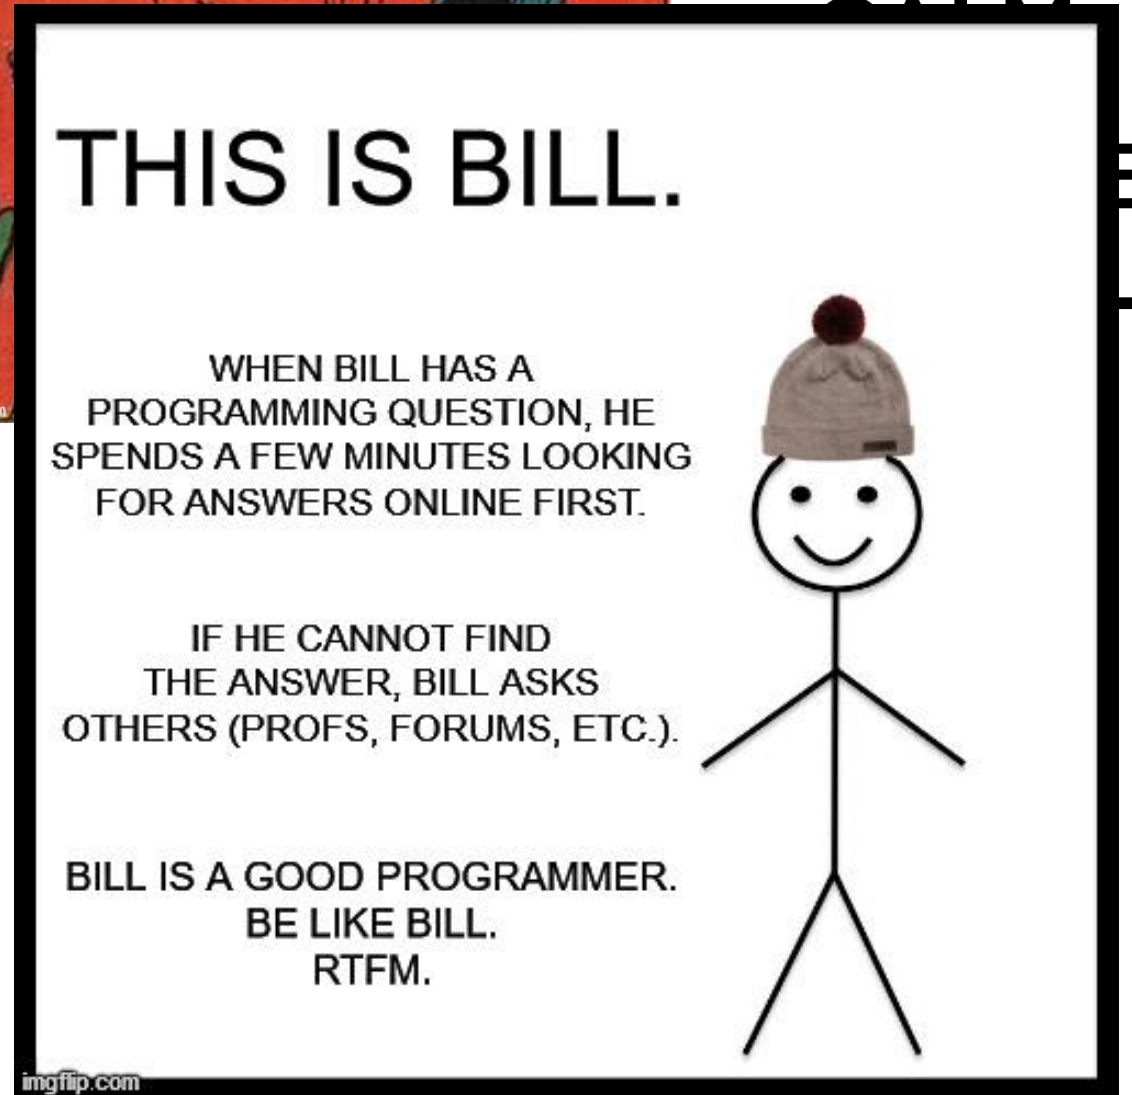 THIS IS BILL.
WHEN BILL HAS A
PROGRAMMING QUESTION, HE
SPENDS A FEW MINUTES LOOKING
FOR ANSWERS ONLINE FIRST.
IF HE CANNOT FIND
THE ANSWER, BILL ASKS
OTHERS (PROFS, FORUMS, ETC.).
BILL IS A GOOD PROGRAMMER.
BE LIKE BILL.
RTFM.
imgflip.com